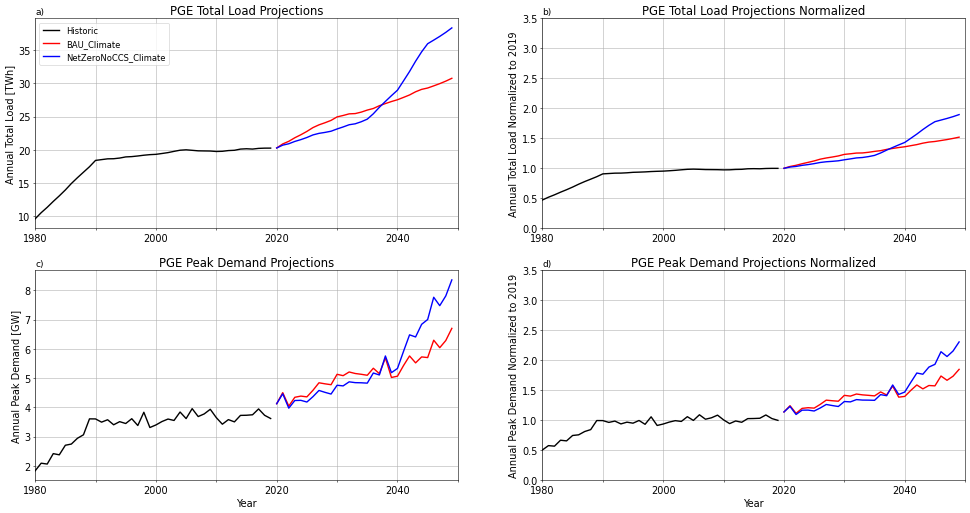 a)
PGE Total Load Projections
Historic
BAU_Climate
NetZeroNoCCS_Climate
Annual Total Load [TWh]
35
30
25
20
15
10
1980
2000
2020
2040
b)
PGE Total Load Projections Normalized
Annual Total Load Normalized to 2019
3.5
3.0
2.5
2.0
1.5
1.0
0.5
0.0
1980
2000
2020
2040
c)
PGE Peak Demand Projections
Annual Peak Demand [GW]
8
7
6
5
4
3
2
1980
2000
2020
2040
Year
d)
PGE Peak Demand Projections Normalized
Annual Peak Demand Normalized to 2019
3.5
3.0
2.5
2.0
1.5
1.0
0.5
0.0
1980
2000
2020
2040
Year